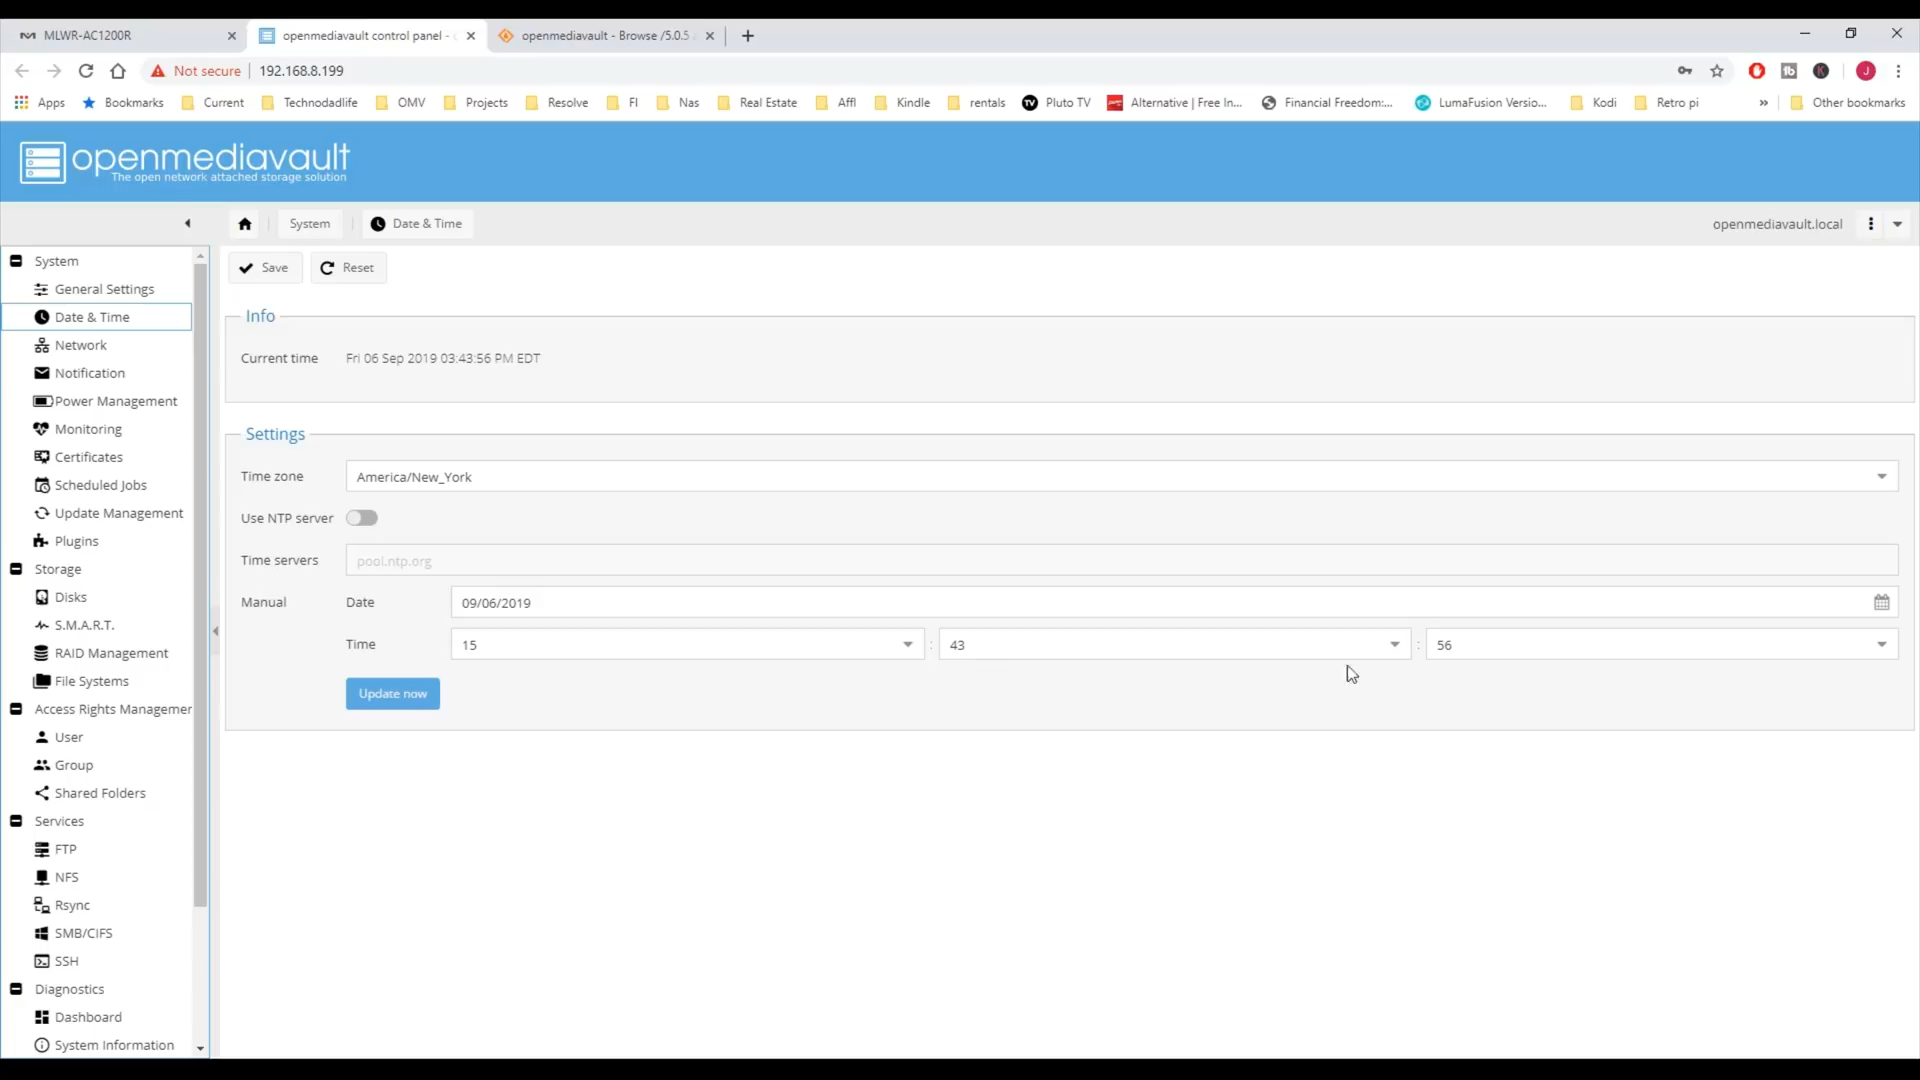 MLWR-AC1200R
openmediavault control panel -
openmediavault - Browse /5.0.5
Not secure
192.168.8.199
Apps
Bookmarks
Current
Technodadlife
OMV
Projects
Resolve
FI
Nas
Real Estate
Affl
Kindle
rentals
Pluto TV
Alternative | Free In...
Financial Freedom:...
LumaFusion Versio...
Kodi
Retro pi
»
Other bookmarks
openmediavault
The open network attached storage solution
System
Date & Time
openmediavault.local
System
General Settings
Date & Time
Network
Notification
Power Management
Monitoring
Certificates
Scheduled Jobs
Update Management
Plugins
Storage
Disks
S.M.A.R.T.
RAID Management
File Systems
Access Rights Managemer
User
Group
Shared Folders
Services
FTP
NFS
Rsync
SMB/CIFS
SSH
Diagnostics
Dashboard
System Information
Save
Reset
Info
Current time Fri 06 Sep 2019 03:43:56 PM EDT
Settings
Time zone America/New_York
Use NTP server
Time servers pool.ntp.org
Manual Date 09/06/2019
Time 15 : 43 : 56
Update now